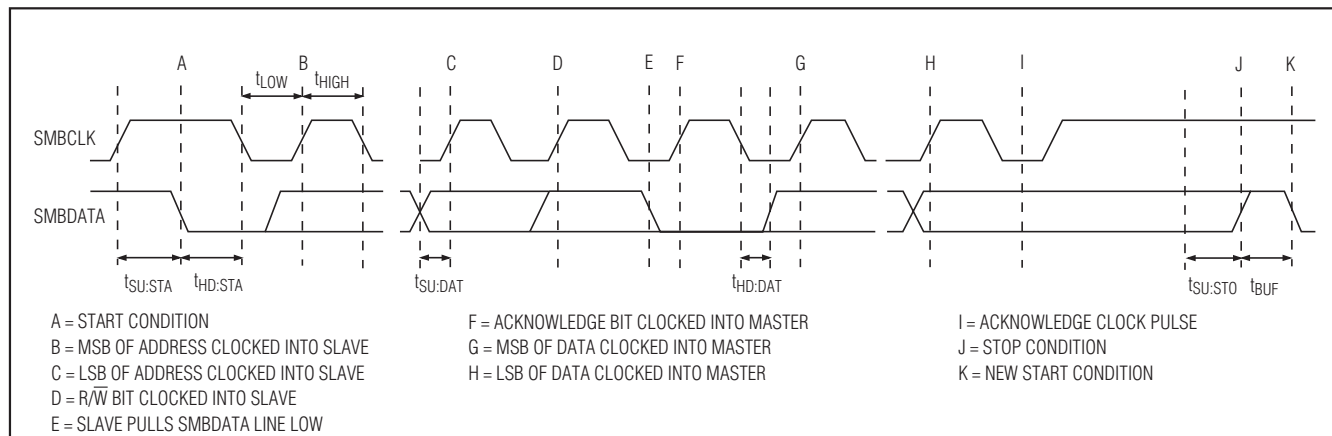 A B C D E F G H I J K
tLOW tHIGH
SMBCLK
SMBDATA
tSU:STA tHD:STA tSU:DAT tHD:DAT tSU:STO tBUF
A = START CONDITION
B = MSB OF ADDRESS CLOCKED INTO SLAVE
C = LSB OF ADDRESS CLOCKED INTO SLAVE
D = R/W̅ BIT CLOCKED INTO SLAVE
E = SLAVE PULLS SMBDATA LINE LOW
F = ACKNOWLEDGE BIT CLOCKED INTO MASTER
G = MSB OF DATA CLOCKED INTO MASTER
H = LSB OF DATA CLOCKED INTO MASTER
I = ACKNOWLEDGE CLOCK PULSE
J = STOP CONDITION
K = NEW START CONDITION